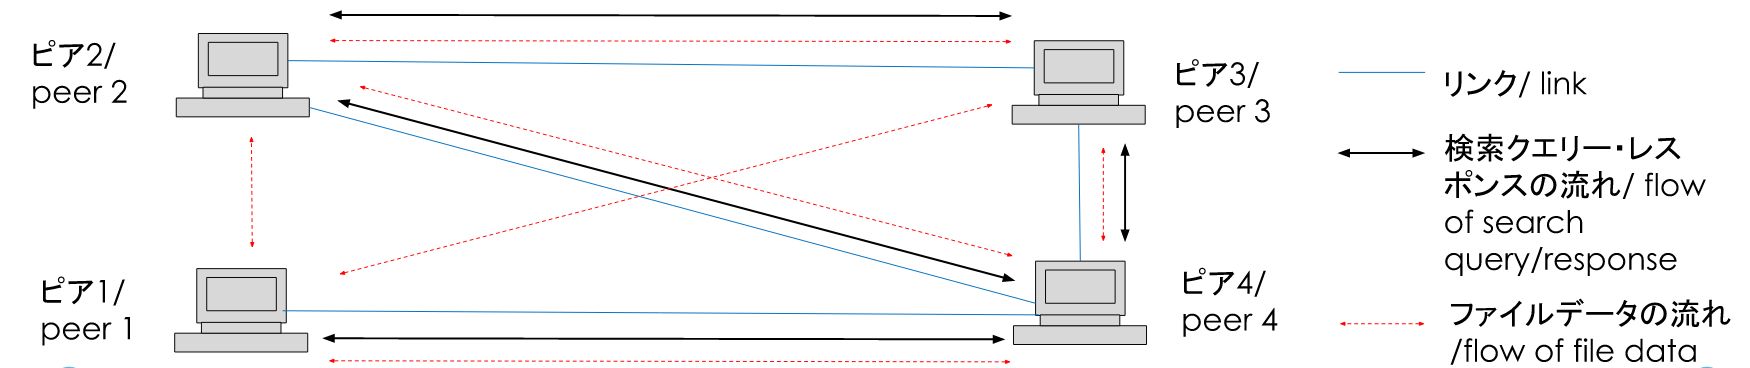 ピア2/
peer 2
ピア3/
peer 3
ピア1/
peer 1
ピア4/
peer 4
リンク/ link
検索クエリー・レス
ポンスの流れ/ flow
of search
query/response
ファイルデータの流れ
/flow of file data